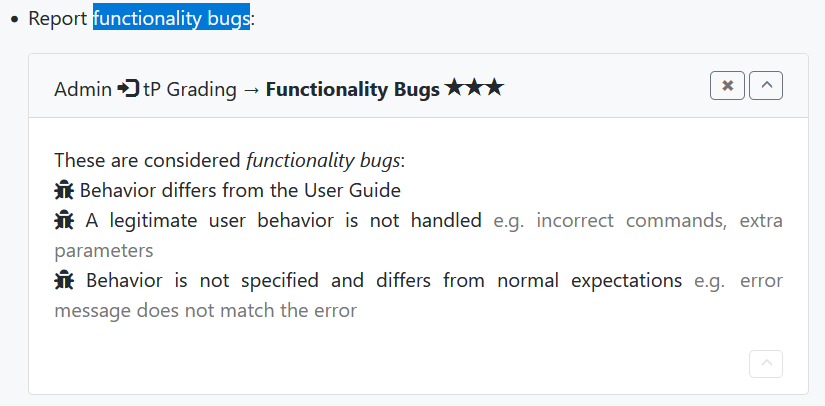 Report functionality bugs:
Admin tP Grading → Functionality Bugs ★★★
These are considered functionality bugs:
Behavior differs from the User Guide
A legitimate user behavior is not handled e.g. incorrect commands, extra
parameters
Behavior is not specified and differs from normal expectations e.g. error
message does not match the error